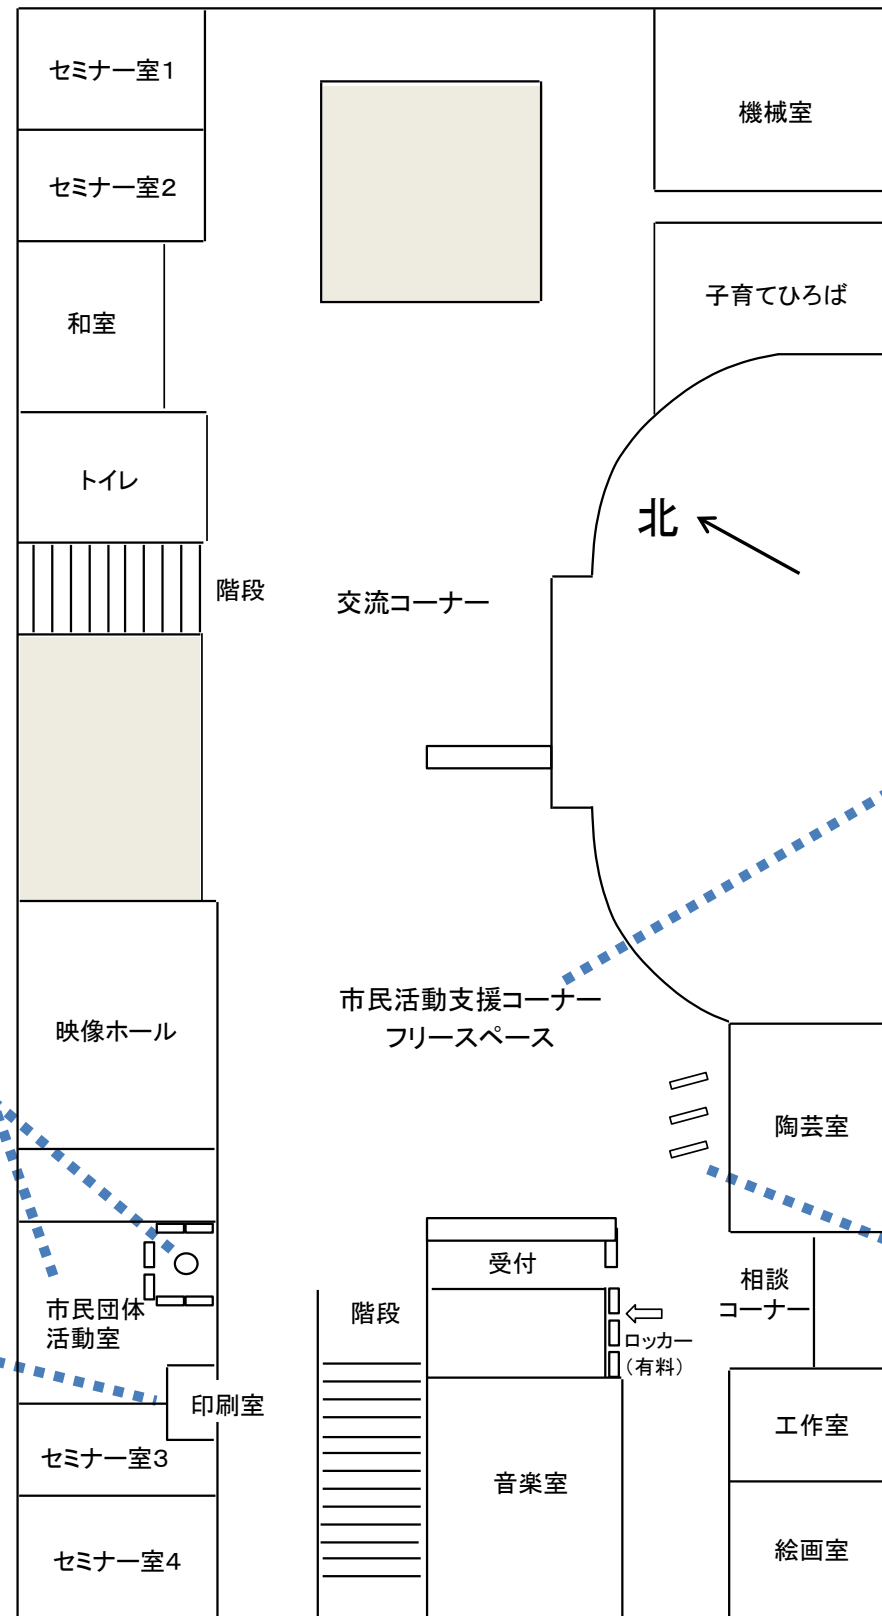 セミナー室1
機械室
セミナー室2
子育てひろば
和室
トイレ
北
階段
交流コーナー
市民活動支援コーナー
フリースペース
映像ホール
陶芸室
受付
相談
コーナー
市民団体
活動室
階段
ロッカー
（有料）
印刷室
工作室
セミナー室3
音楽室
絵画室
セミナー室4